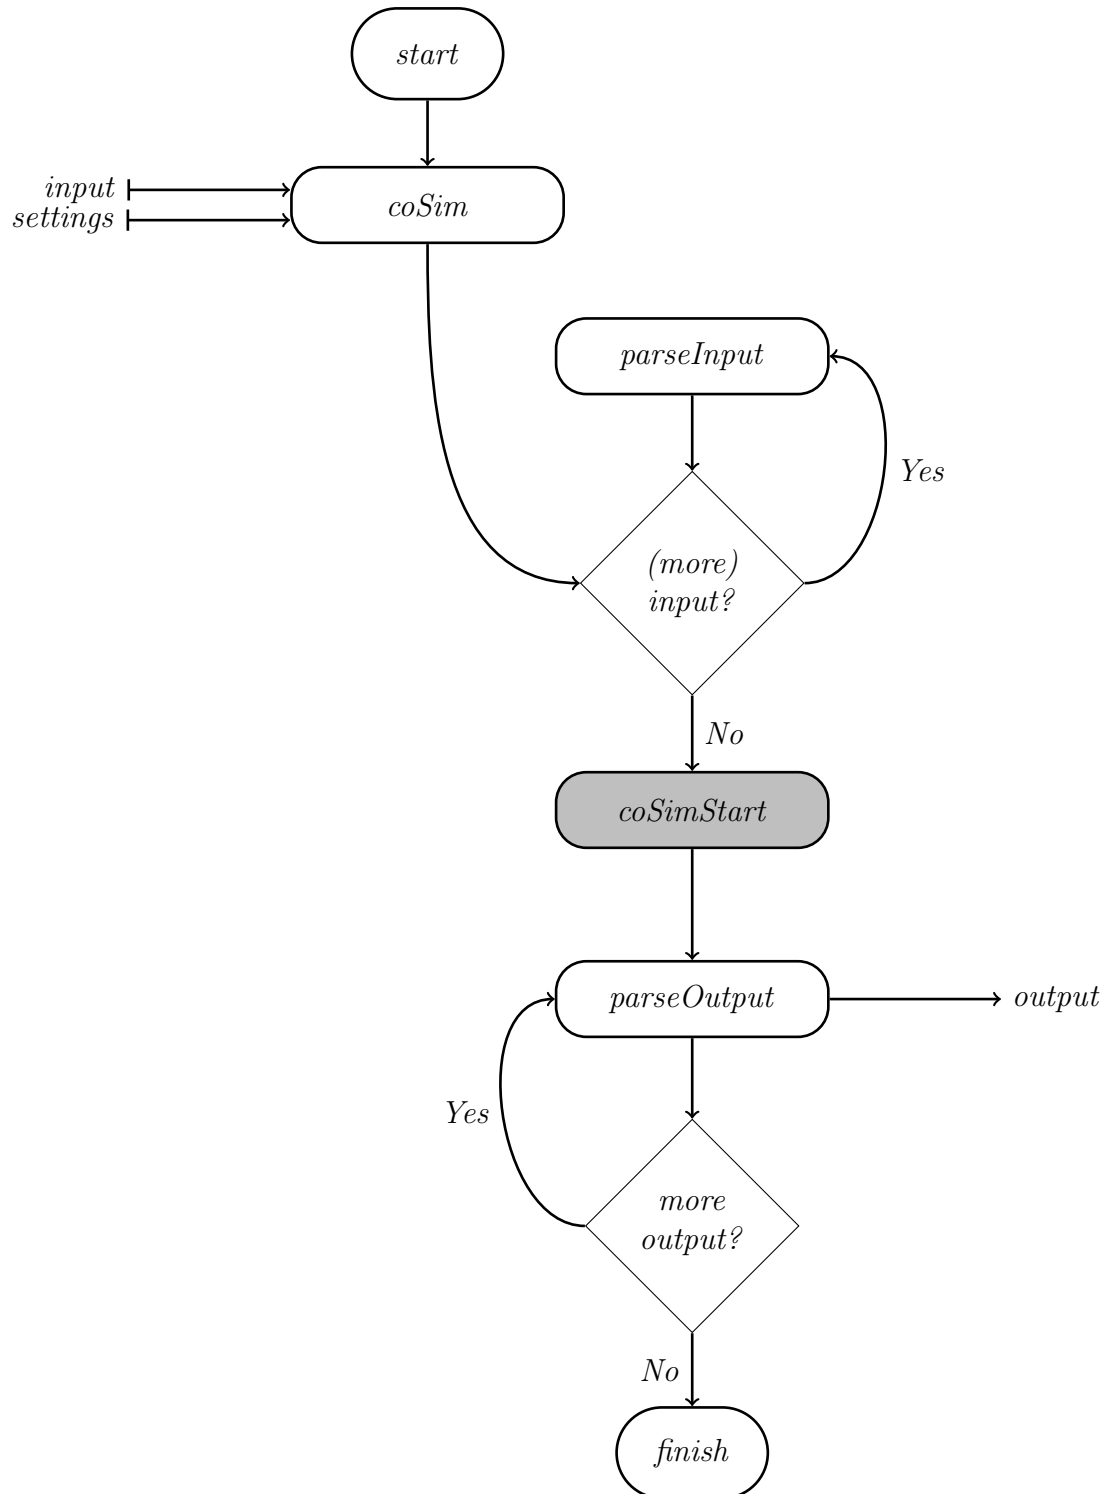 start
input
settings
coSim
parseInput
Yes
(more)
input?
No
coSimStart
parseOutput
output
Yes
more
output?
No
finish